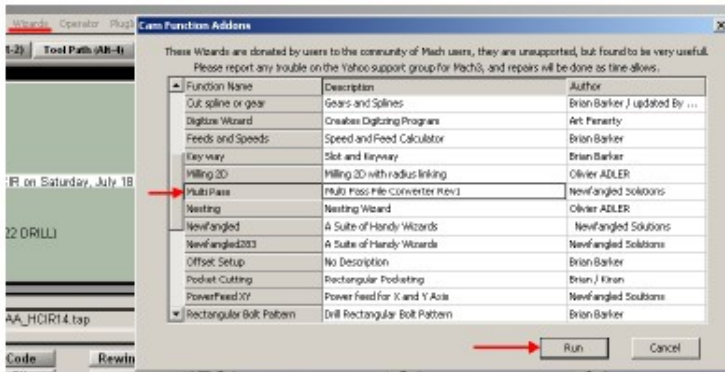 Wizards Operator Plugi
Cam Function Addons
-2) Tool Path (Alt-4)
These Wizards are donated by users to the community of Mach users, they are unsupported, but found to be very usefull.
Please report any trouble on the Yahoo support group for Mach3, and repairs will be done as time allows.
Function Name Description Author
Cut spline or gear Gears and Splines Brian Barker / updated By ...
Digitize Wizard Creates Digitzing Program Art Fenerty
Feeds and Speeds Speed and Feed Calculator Brian Barker
Key way Slot and Keyway Brian Barker
Milling 2D Milling 2D with radius linking Olivier ADLER
IR on Saturday, July 18
Multi Pass Multi Pass File Converter Rev1 Newfangled Solutions
Nesting Nesting Wizard Olivier ADLER
Newfangled A Suite of Handy Wizards Newfangled Solutions
22 DRILL)
Newfangled283 A Suite of Handy Wizards Newfangled Solutions
Offset Setup No Description Brian Barker
Pocket Cutting Rectangular Pocketing Brian / Kiran
PowerFeed XY Power feed for X and Y Axis Newfangled Soultions
AA_HCIR14.tap
Rectangular Bolt Pattern Drill Rectangular Bolt Pattern Brian Barker
Run Cancel
Code Rewin